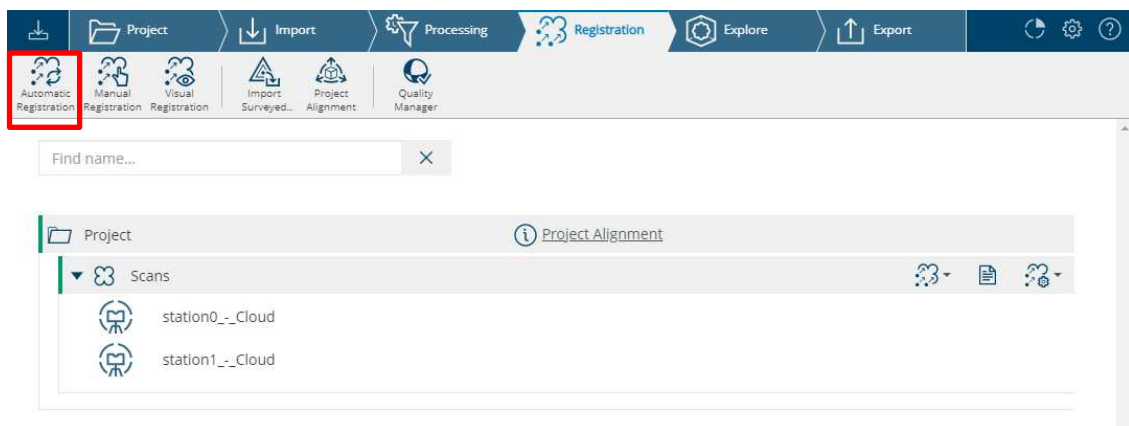 Project Import Processing Registration Explore Export
Automatic Manual Visual Import Project Quality
Registration Registration Registration Surveyed... Alignment Manager
Find name...
Project Project Alignment
Scans
station0_-_Cloud
station1_-_Cloud